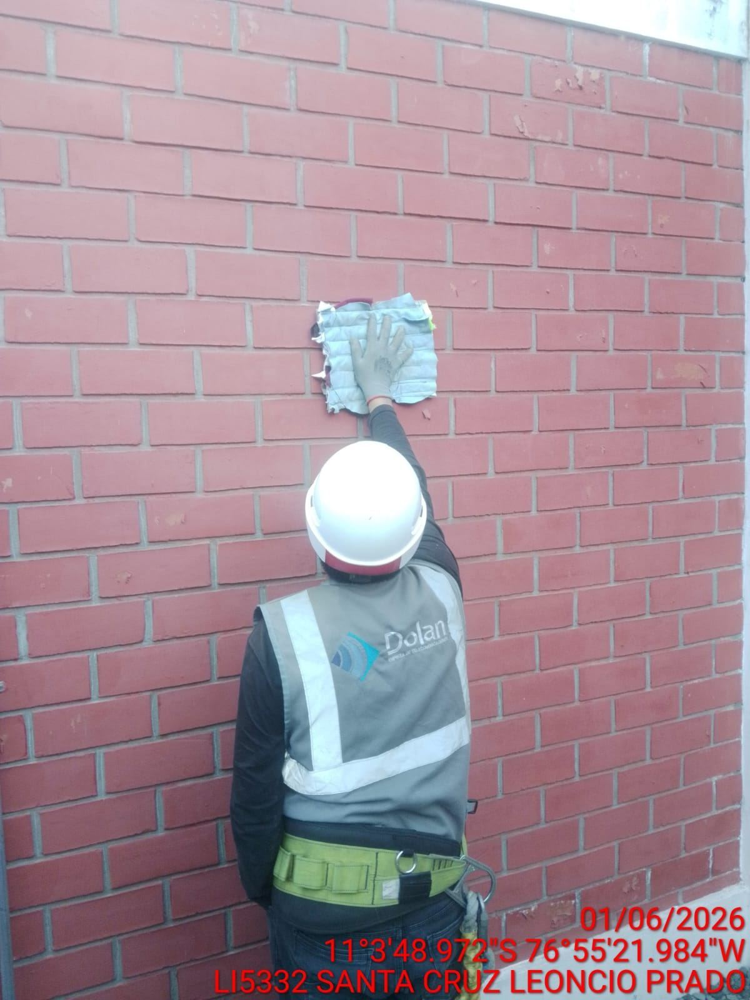 Dolan
01/06/2026
11°3'48.972"S 76°55'21.984"W
LI5332 SANTA CRUZ LEONCIO PRADO